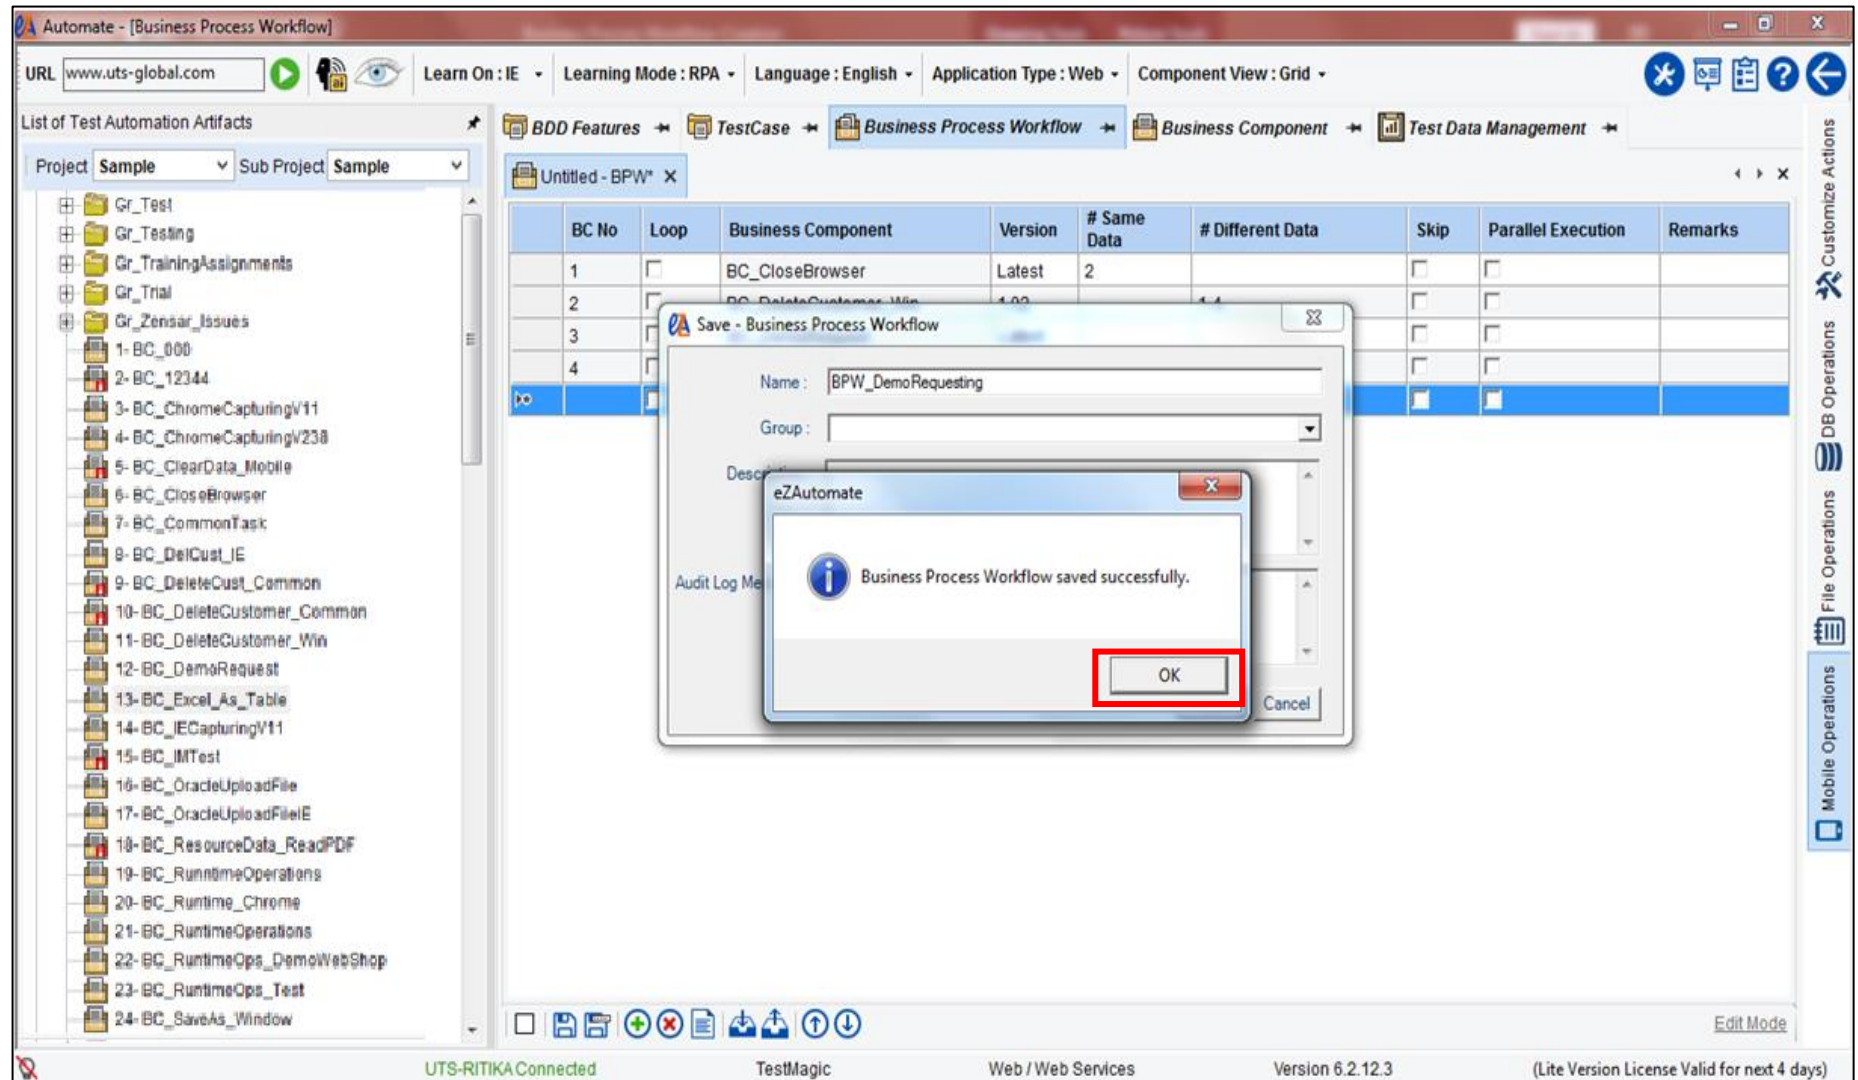 Automate - [Business Process Workflow]
URL www.uts-global.com Learn On : IE Learning Mode : RPA Language : English Application Type : Web Component View : Grid
List of Test Automation Artifacts
Project Sample Sub Project Sample
Gr_Test
Gr_Testing
Gr_TrainingAssignments
Gr_Trial
Gr_Zensar_Issues
1- BC_000
2- BC_12344
3- BC_ChromeCapturingV11
4- BC_ChromeCapturingV238
5- BC_ClearData_Mobile
6- BC_CloseBrowser
7- BC_CommonTask
8- BC_DelCust_IE
9- BC_DeleteCust_Common
10- BC_DeleteCustomer_Common
11- BC_DeleteCustomer_Win
12- BC_DemoRequest
13- BC_Excel_As_Table
14- BC_IECapturingV11
15- BC_IMTest
16- BC_OracleUploadFile
17- BC_OracleUploadFileIE
18- BC_ResourceData_ReadPDF
19- BC_RunntimeOperations
20- BC_Runtime_Chrome
21- BC_RuntimeOperations
22- BC_RuntimeOps_DemoWebShop
23- BC_RuntimeOps_Test
24- BC_SaveAs_Window
BDD Features TestCase Business Process Workflow Business Component Test Data Management
Untitled - BPW*
BC No Loop Business Component Version # Same Data # Different Data Skip Parallel Execution Remarks
1 BC_CloseBrowser Latest 2
2 BC_DeleteCustomer_Win
3
4
Save - Business Process Workflow
Name : BPW_DemoRequesting
Group :
Audit Log
eZAutomate
Business Process Workflow saved successfully.
OK
Cancel
Edit Mode
Customize Actions
DB Operations
File Operations
Mobile Operations
UTS-RITIKA Connected TestMagic Web / Web Services Version 6.2.12.3 (Lite Version License Valid for next 4 days)